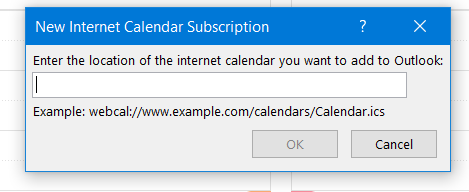 New Internet Calendar Subscription ?
Enter the location of the internet calendar you want to add to Outlook:
Example: webcal://www.example.com/calendars/Calendar.ics
OK Cancel